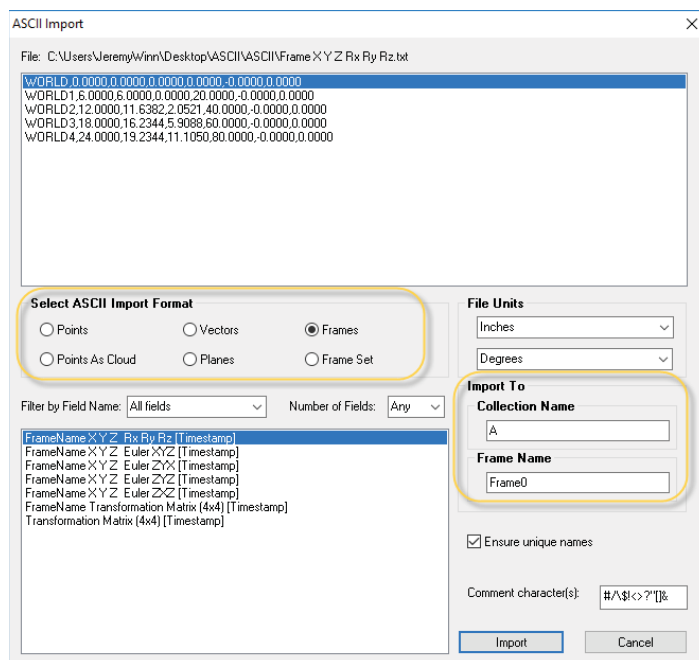 ASCII Import
File: C:\Users\JeremyWinn\Desktop\ASCII\ASCII\Frame X Y Z Rx Ry Rz.txt
WORLD,0.0000,0.0000,0.0000,0.0000,-0.0000,0.0000
WORLD1,6.0000,6.0000,0.0000,20.0000,-0.0000,0.0000
WORLD2,12.0000,11.6382,2.0521,40.0000,-0.0000,0.0000
WORLD3,18.0000,16.2344,5.9088,60.0000,-0.0000,0.0000
WORLD4,24.0000,19.2344,11.1050,80.0000,-0.0000,0.0000
Select ASCII Import Format
Points Vectors Frames
Points As Cloud Planes Frame Set
File Units
Inches
Degrees
Filter by Field Name: All fields Number of Fields: Any
FrameName X Y Z Rx Ry Rz [Timestamp]
FrameName X Y Z Euler XYZ [Timestamp]
FrameName X Y Z Euler ZYX [Timestamp]
FrameName X Y Z Euler ZYZ [Timestamp]
FrameName X Y Z Euler ZXZ [Timestamp]
FrameName Transformation Matrix (4x4) [Timestamp]
Transformation Matrix (4x4) [Timestamp]
Import To
Collection Name
A
Frame Name
Frame0
Ensure unique names
Comment character(s): #/\$!<>?"[]&
Import Cancel